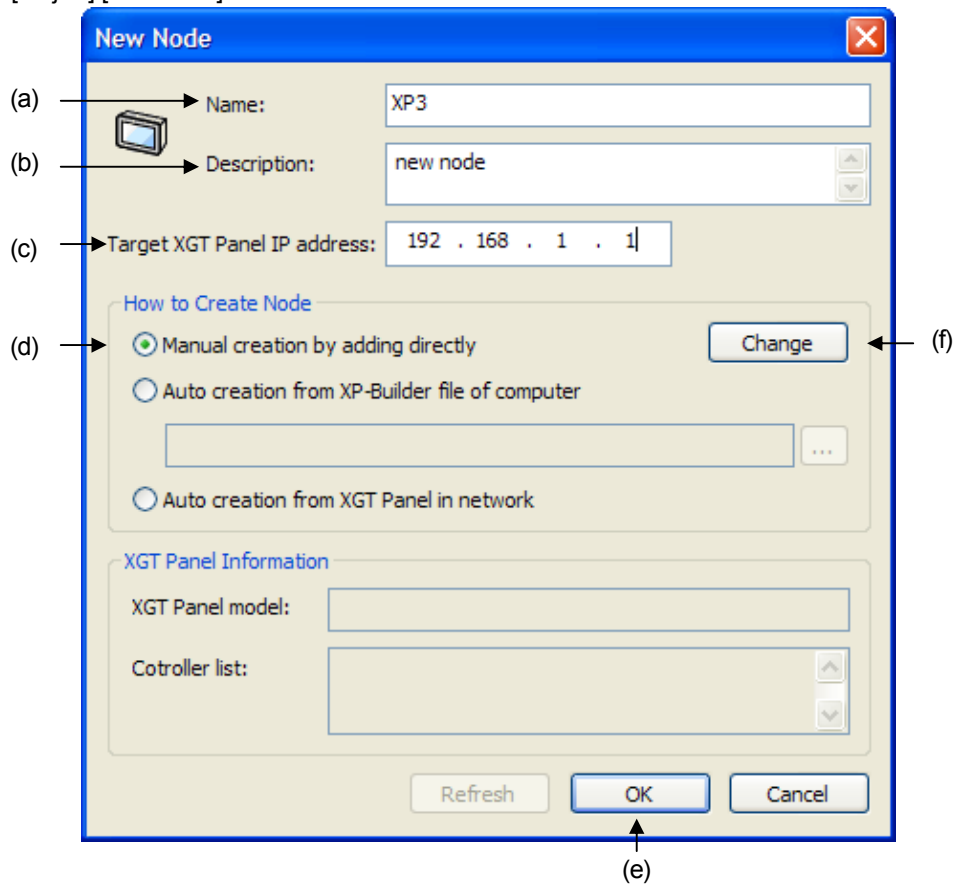 New Node
(a) Name: XP3
(b) Description: new node
(c) Target XGT Panel IP address: 192 . 168 . 1 . 1
How to Create Node
(d) Manual creation by adding directly Change (f)
Auto creation from XP-Builder file of computer
...
Auto creation from XGT Panel in network
XGT Panel Information
XGT Panel model:
Cotroller list:
Refresh OK Cancel
(e)